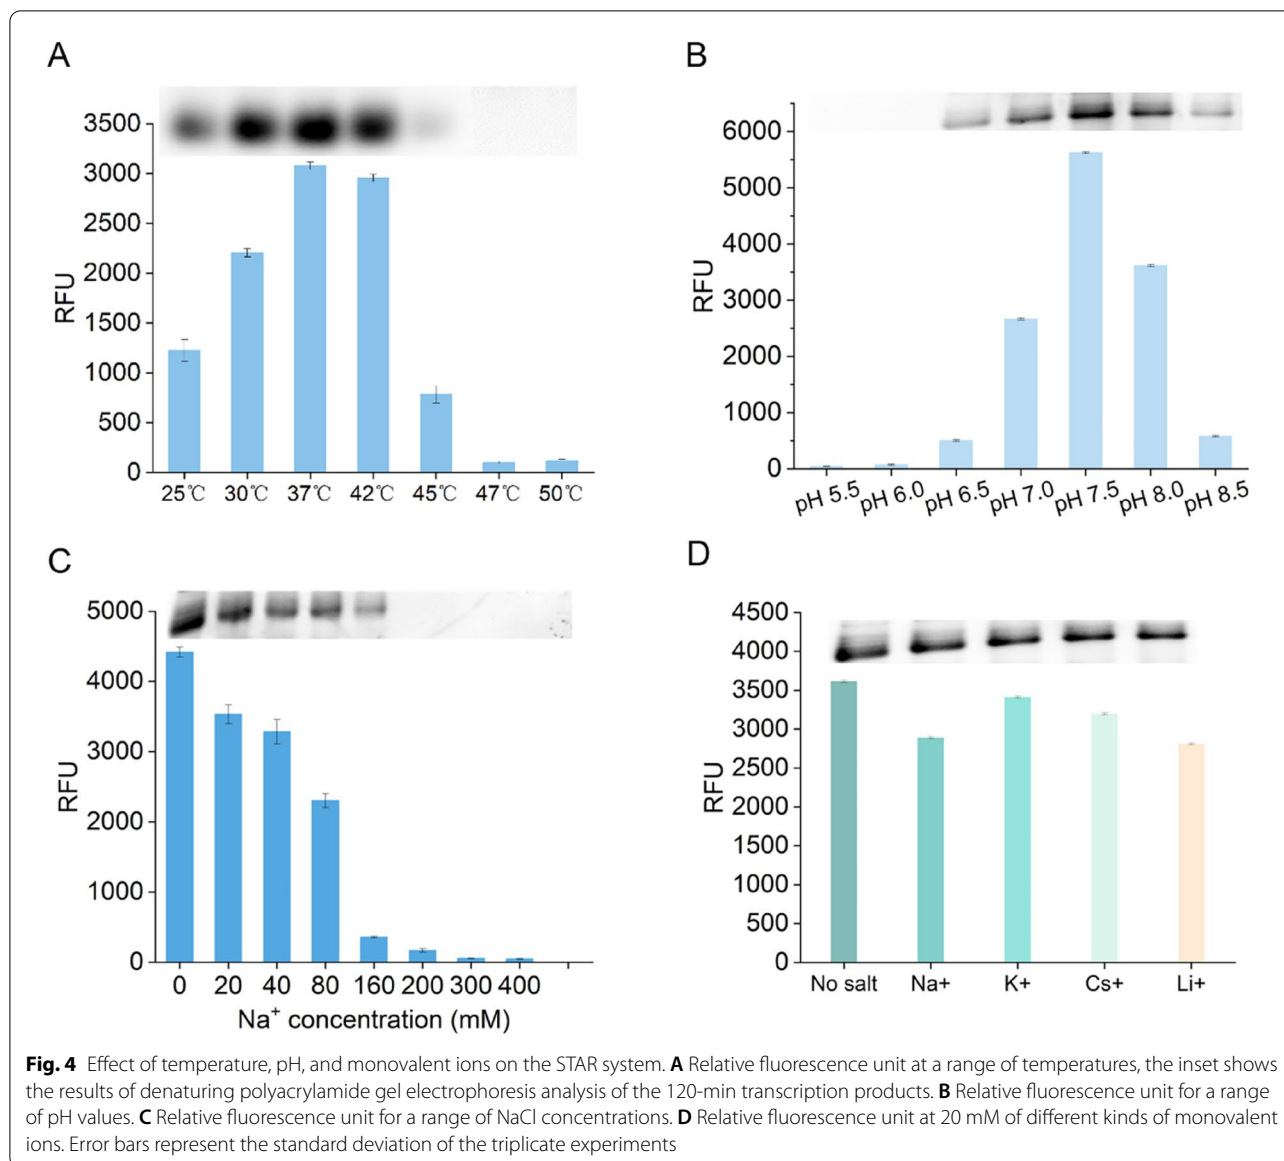 A
3500
3000
2500
2000
1500
1000
500
0
RFU
25℃ 30℃ 37℃ 42℃ 45℃ 47℃ 50℃
B
6000
5000
4000
3000
2000
1000
0
RFU
pH 5.5 pH 6.0 pH 6.5 pH 7.0 pH 7.5 pH 8.0 pH 8.5
C
5000
4000
3000
2000
1000
0
RFU
0 20 40 80 160 200 300 400
Na⁺ concentration (mM)
D
4500
4000
3500
3000
2500
2000
1500
1000
500
0
RFU
No salt Na+ K+ Cs+ Li+
Fig. 4 Effect of temperature, pH, and monovalent ions on the STAR system. A Relative fluorescence unit at a range of temperatures, the inset shows
the results of denaturing polyacrylamide gel electrophoresis analysis of the 120-min transcription products. B Relative fluorescence unit for a range
of pH values. C Relative fluorescence unit for a range of NaCl concentrations. D Relative fluorescence unit at 20 mM of different kinds of monovalent
ions. Error bars represent the standard deviation of the triplicate experiments